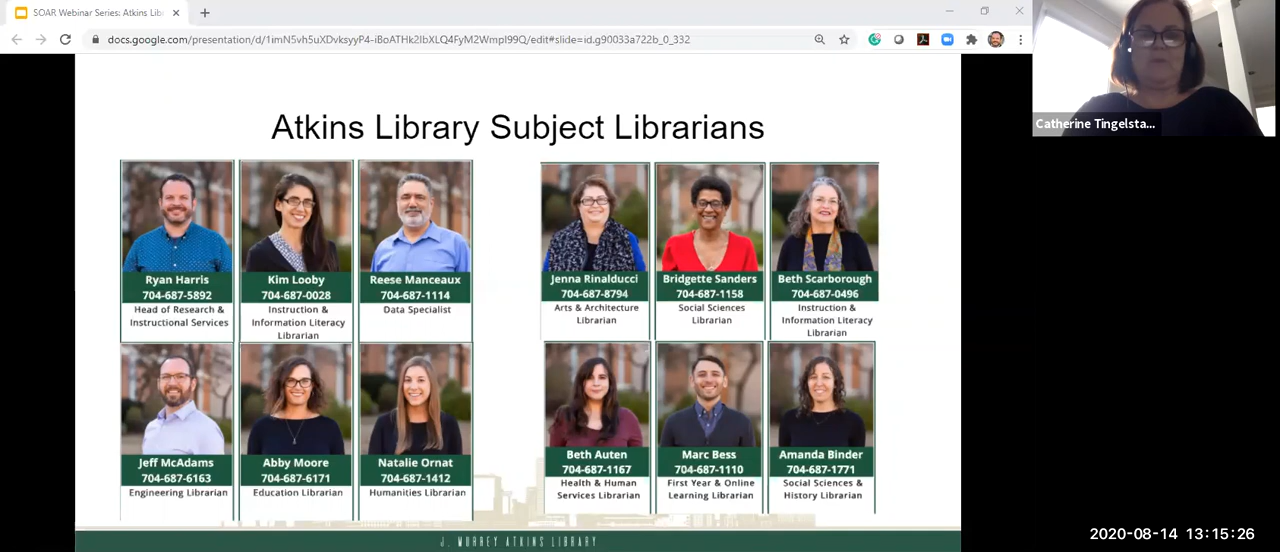 SOAR Webinar Series: Atkins Lib
docs.google.com/presentation/d/1imN5vh5uXDvksyyP4-iBoATHk2IbXLQ4FyM2WmpI99Q/edit#slide=id.g90033a722b_0_332
Catherine Tingelsta...
Atkins Library Subject Librarians
Ryan Harris
704-687-5892
Head of Research &
Instructional Services
Kim Looby
704-687-0028
Instruction &
Information Literacy
Librarian
Reese Manceaux
704-687-1114
Data Specialist
Jenna Rinalducci
704-687-8794
Arts & Architecture
Librarian
Bridgette Sanders
704-687-1158
Social Sciences
Librarian
Beth Scarborough
704-687-0496
Instruction &
Information Literacy
Librarian
Jeff McAdams
704-687-6163
Engineering Librarian
Abby Moore
704-687-6171
Education Librarian
Natalie Ornat
704-687-1412
Humanities Librarian
Beth Auten
704-687-1167
Health & Human
Services Librarian
Marc Bess
704-687-1110
First Year & Online
Learning Librarian
Amanda Binder
704-687-1771
Social Sciences &
History Librarian
J. MURREY ATKINS LIBRARY
2020-08-14 13:15:26